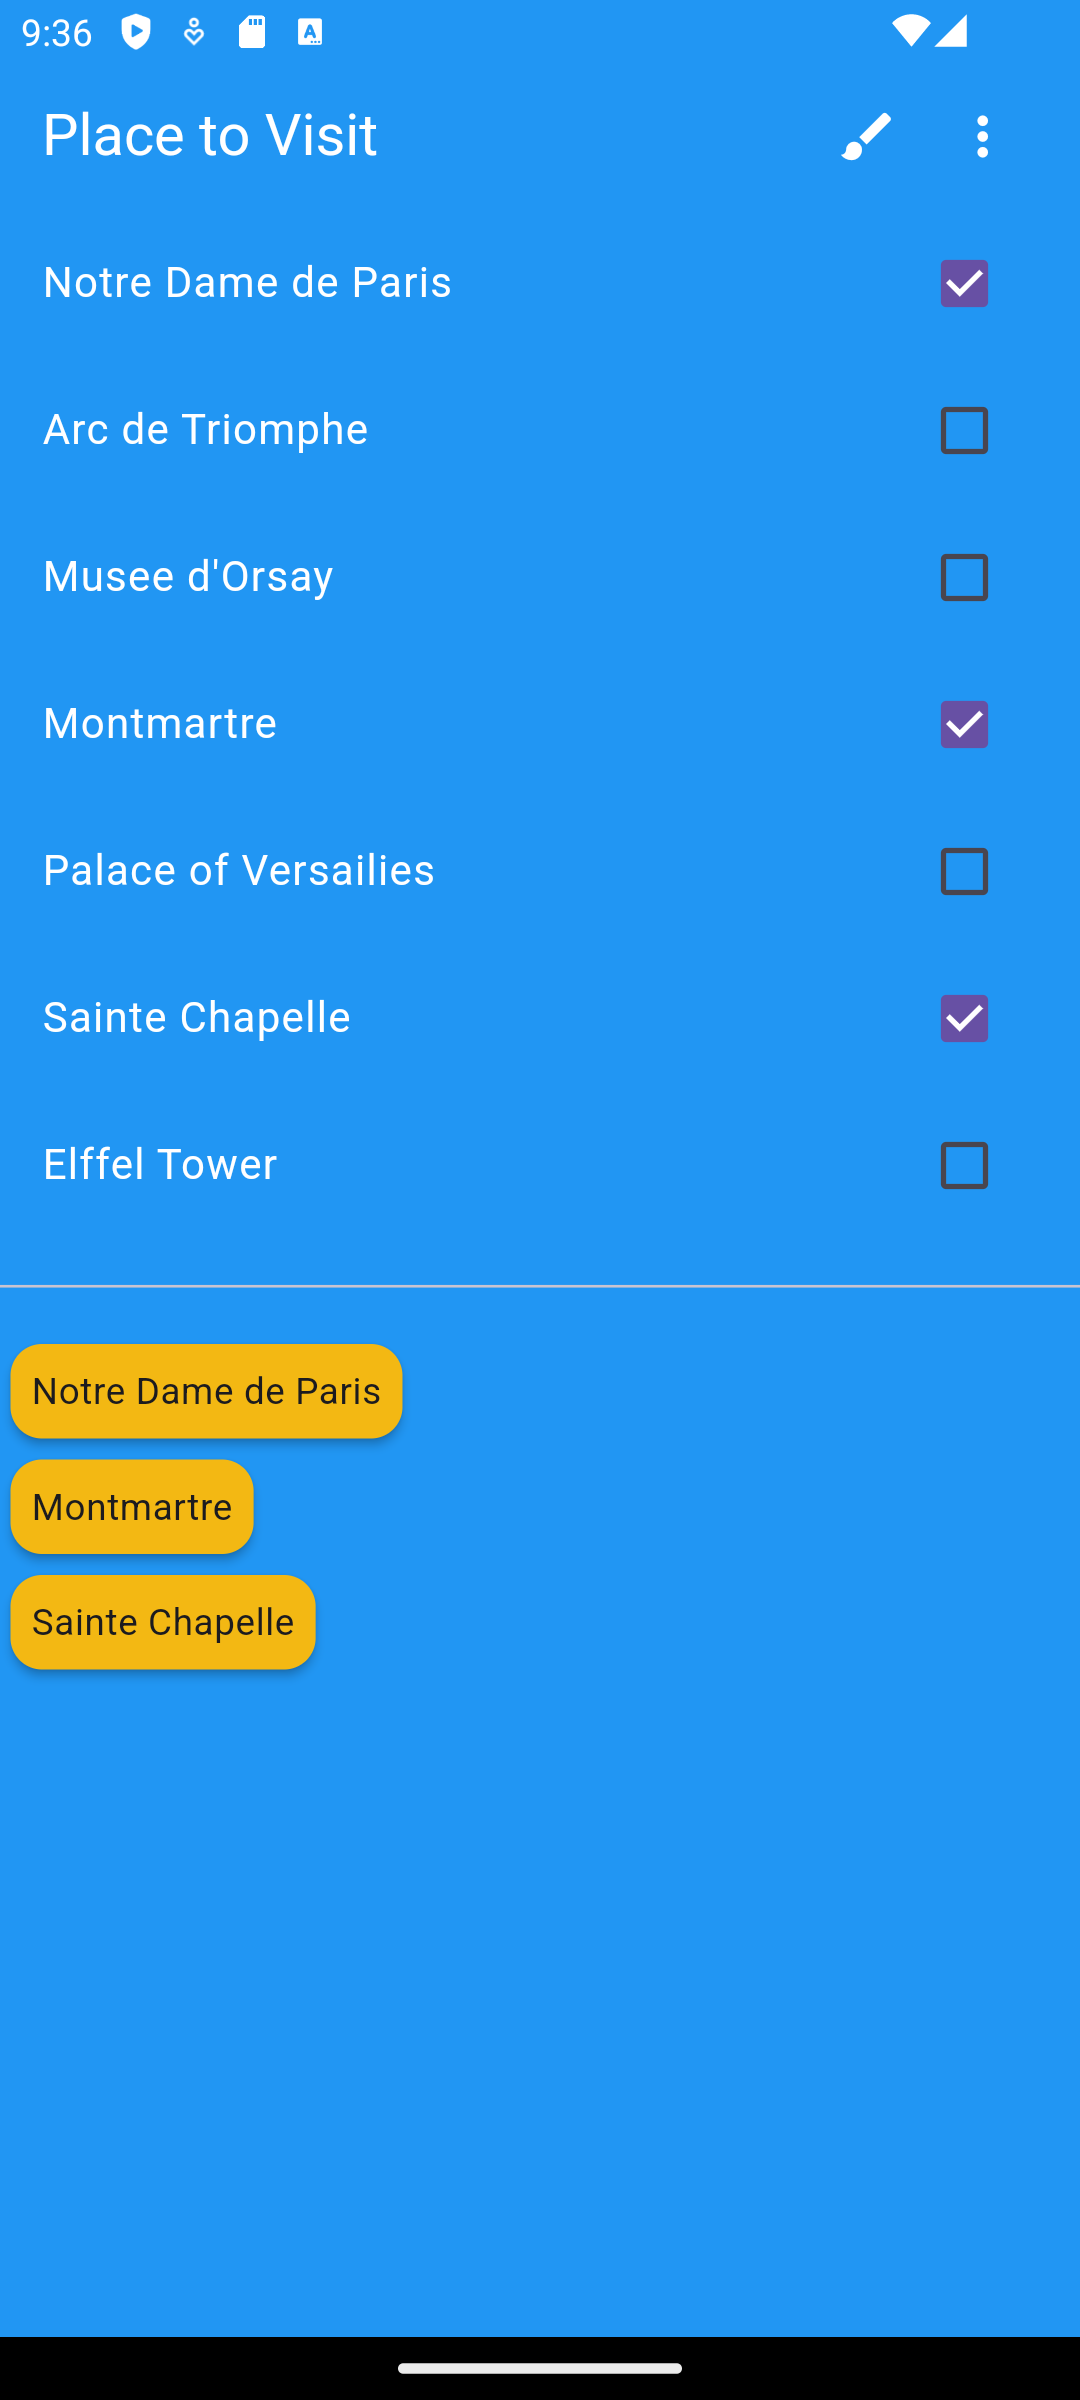 9:36
Place to Visit
Notre Dame de Paris
Arc de Triomphe
Musee d'Orsay
Montmartre
Palace of Versailies
Sainte Chapelle
Elffel Tower
Notre Dame de Paris
Montmartre
Sainte Chapelle